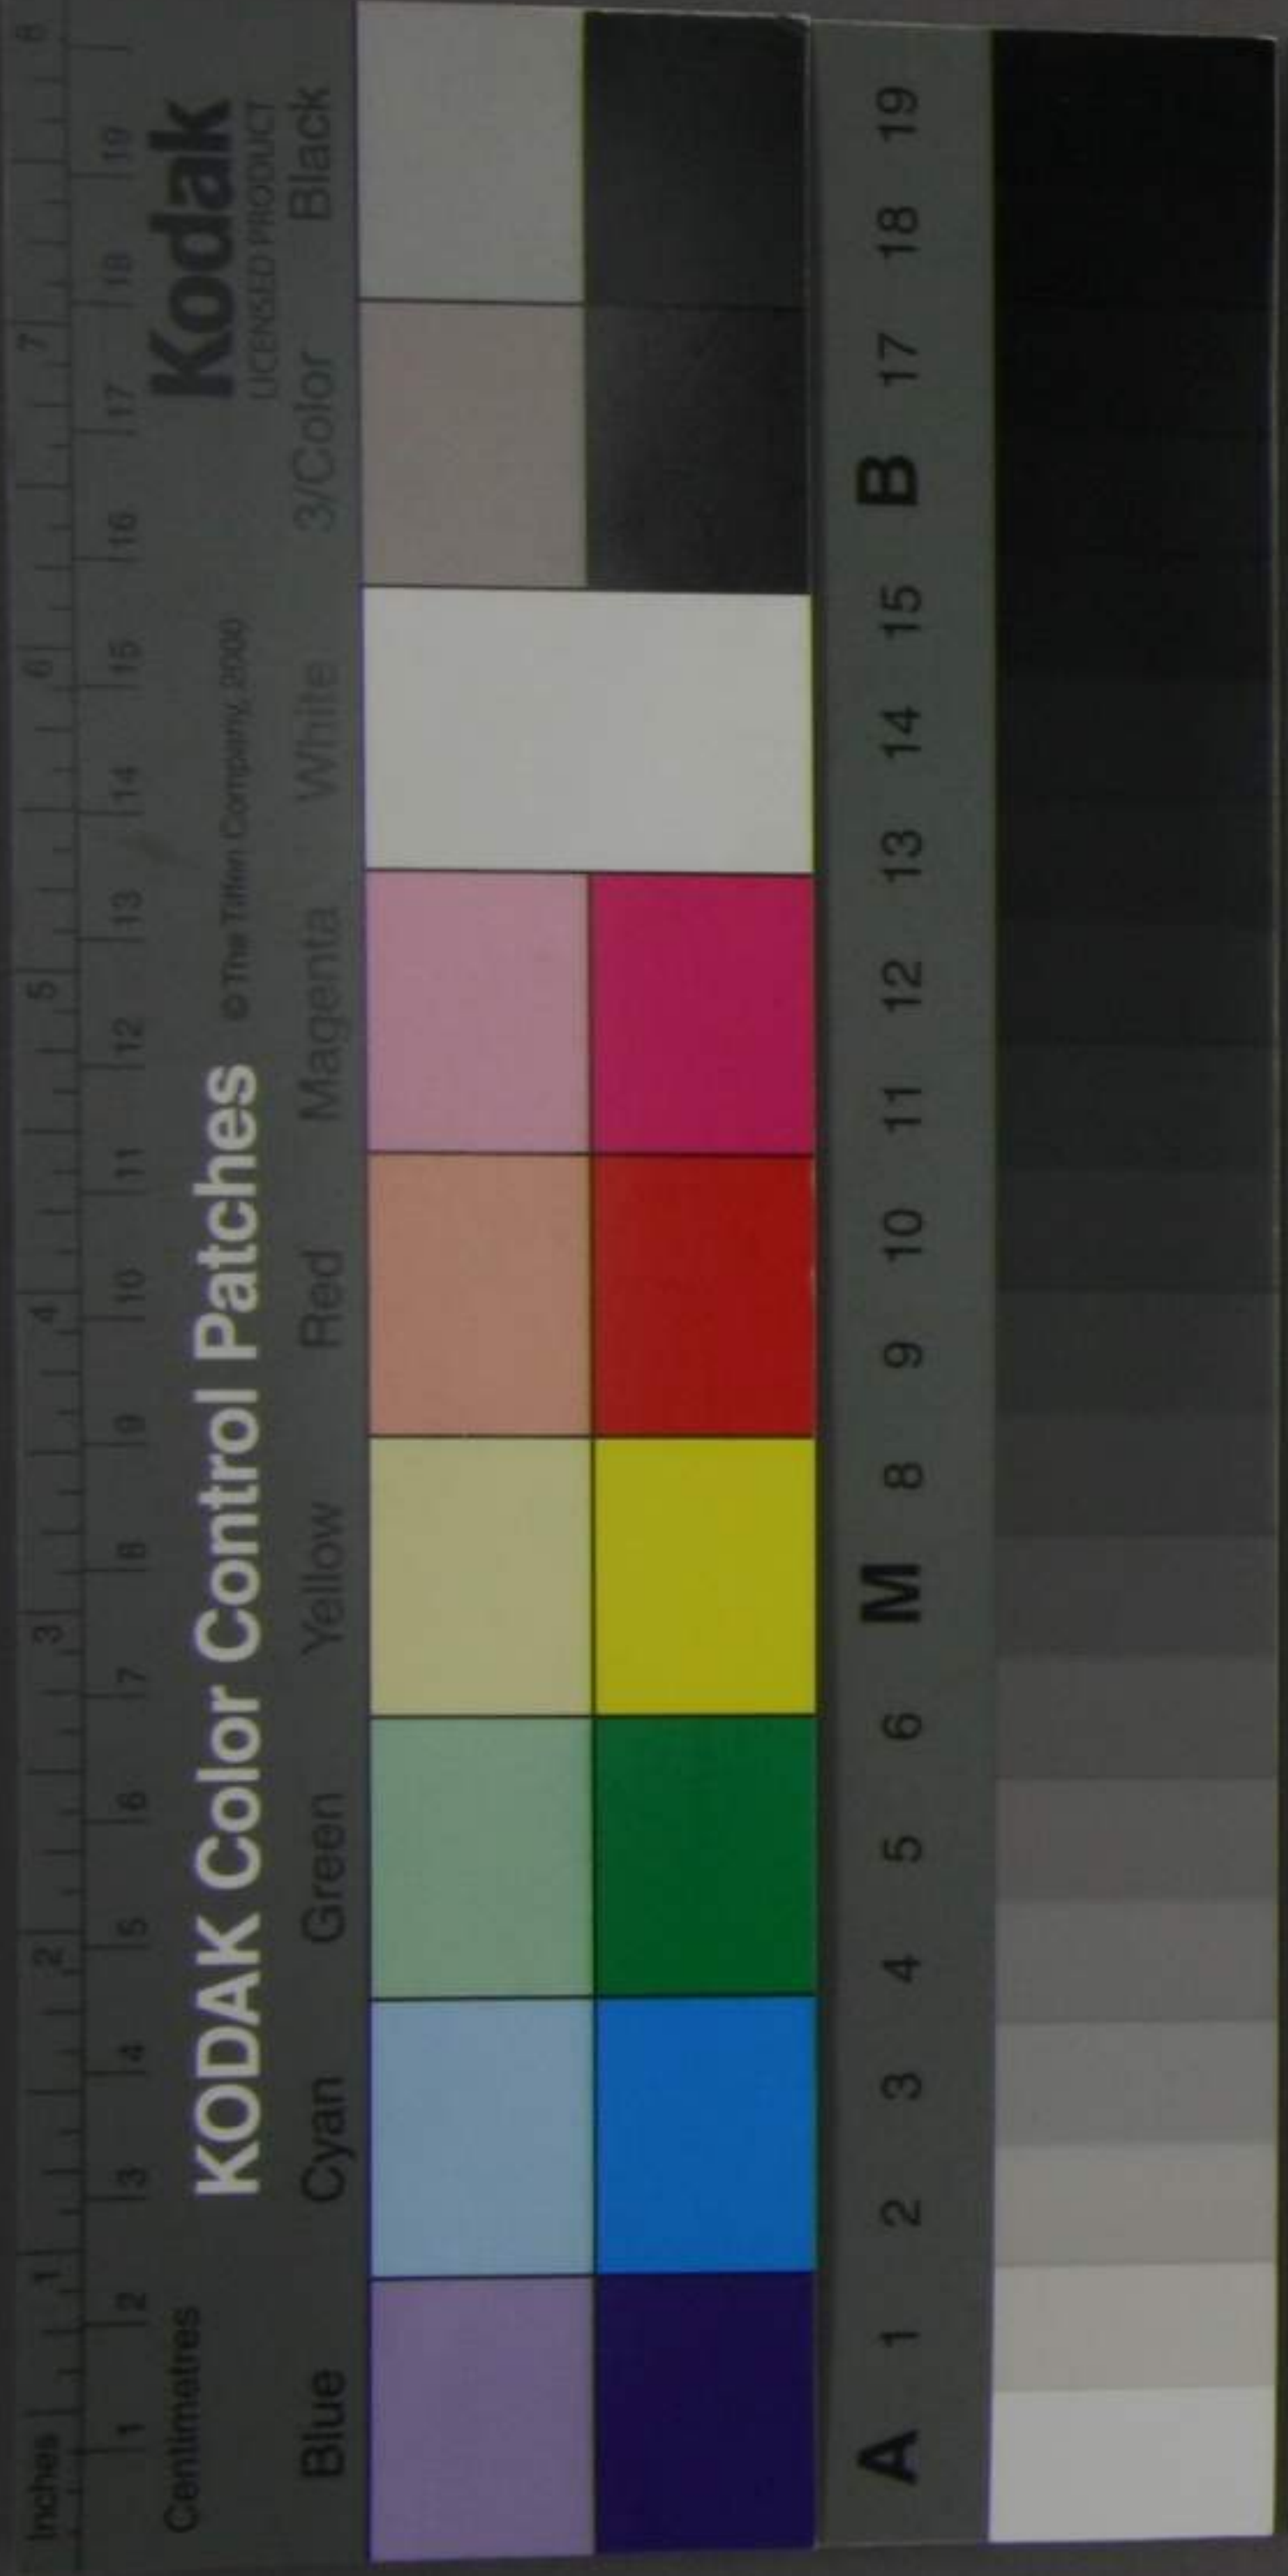 Inches 1 2 3 4 5 6 7 8
Centimetres 1 2 3 4 5 6 7 8 9 10 11 12 13 14 15 16 17 18 19
KODAK Color Control Patches © The Tiffen Company, 2000 Kodak
LICENSED PRODUCT
Blue Cyan Green Yellow Red Magenta White 3/Color Black
A 1 2 3 4 5 6 M 8 9 10 11 12 13 14 15 B 17 18 19